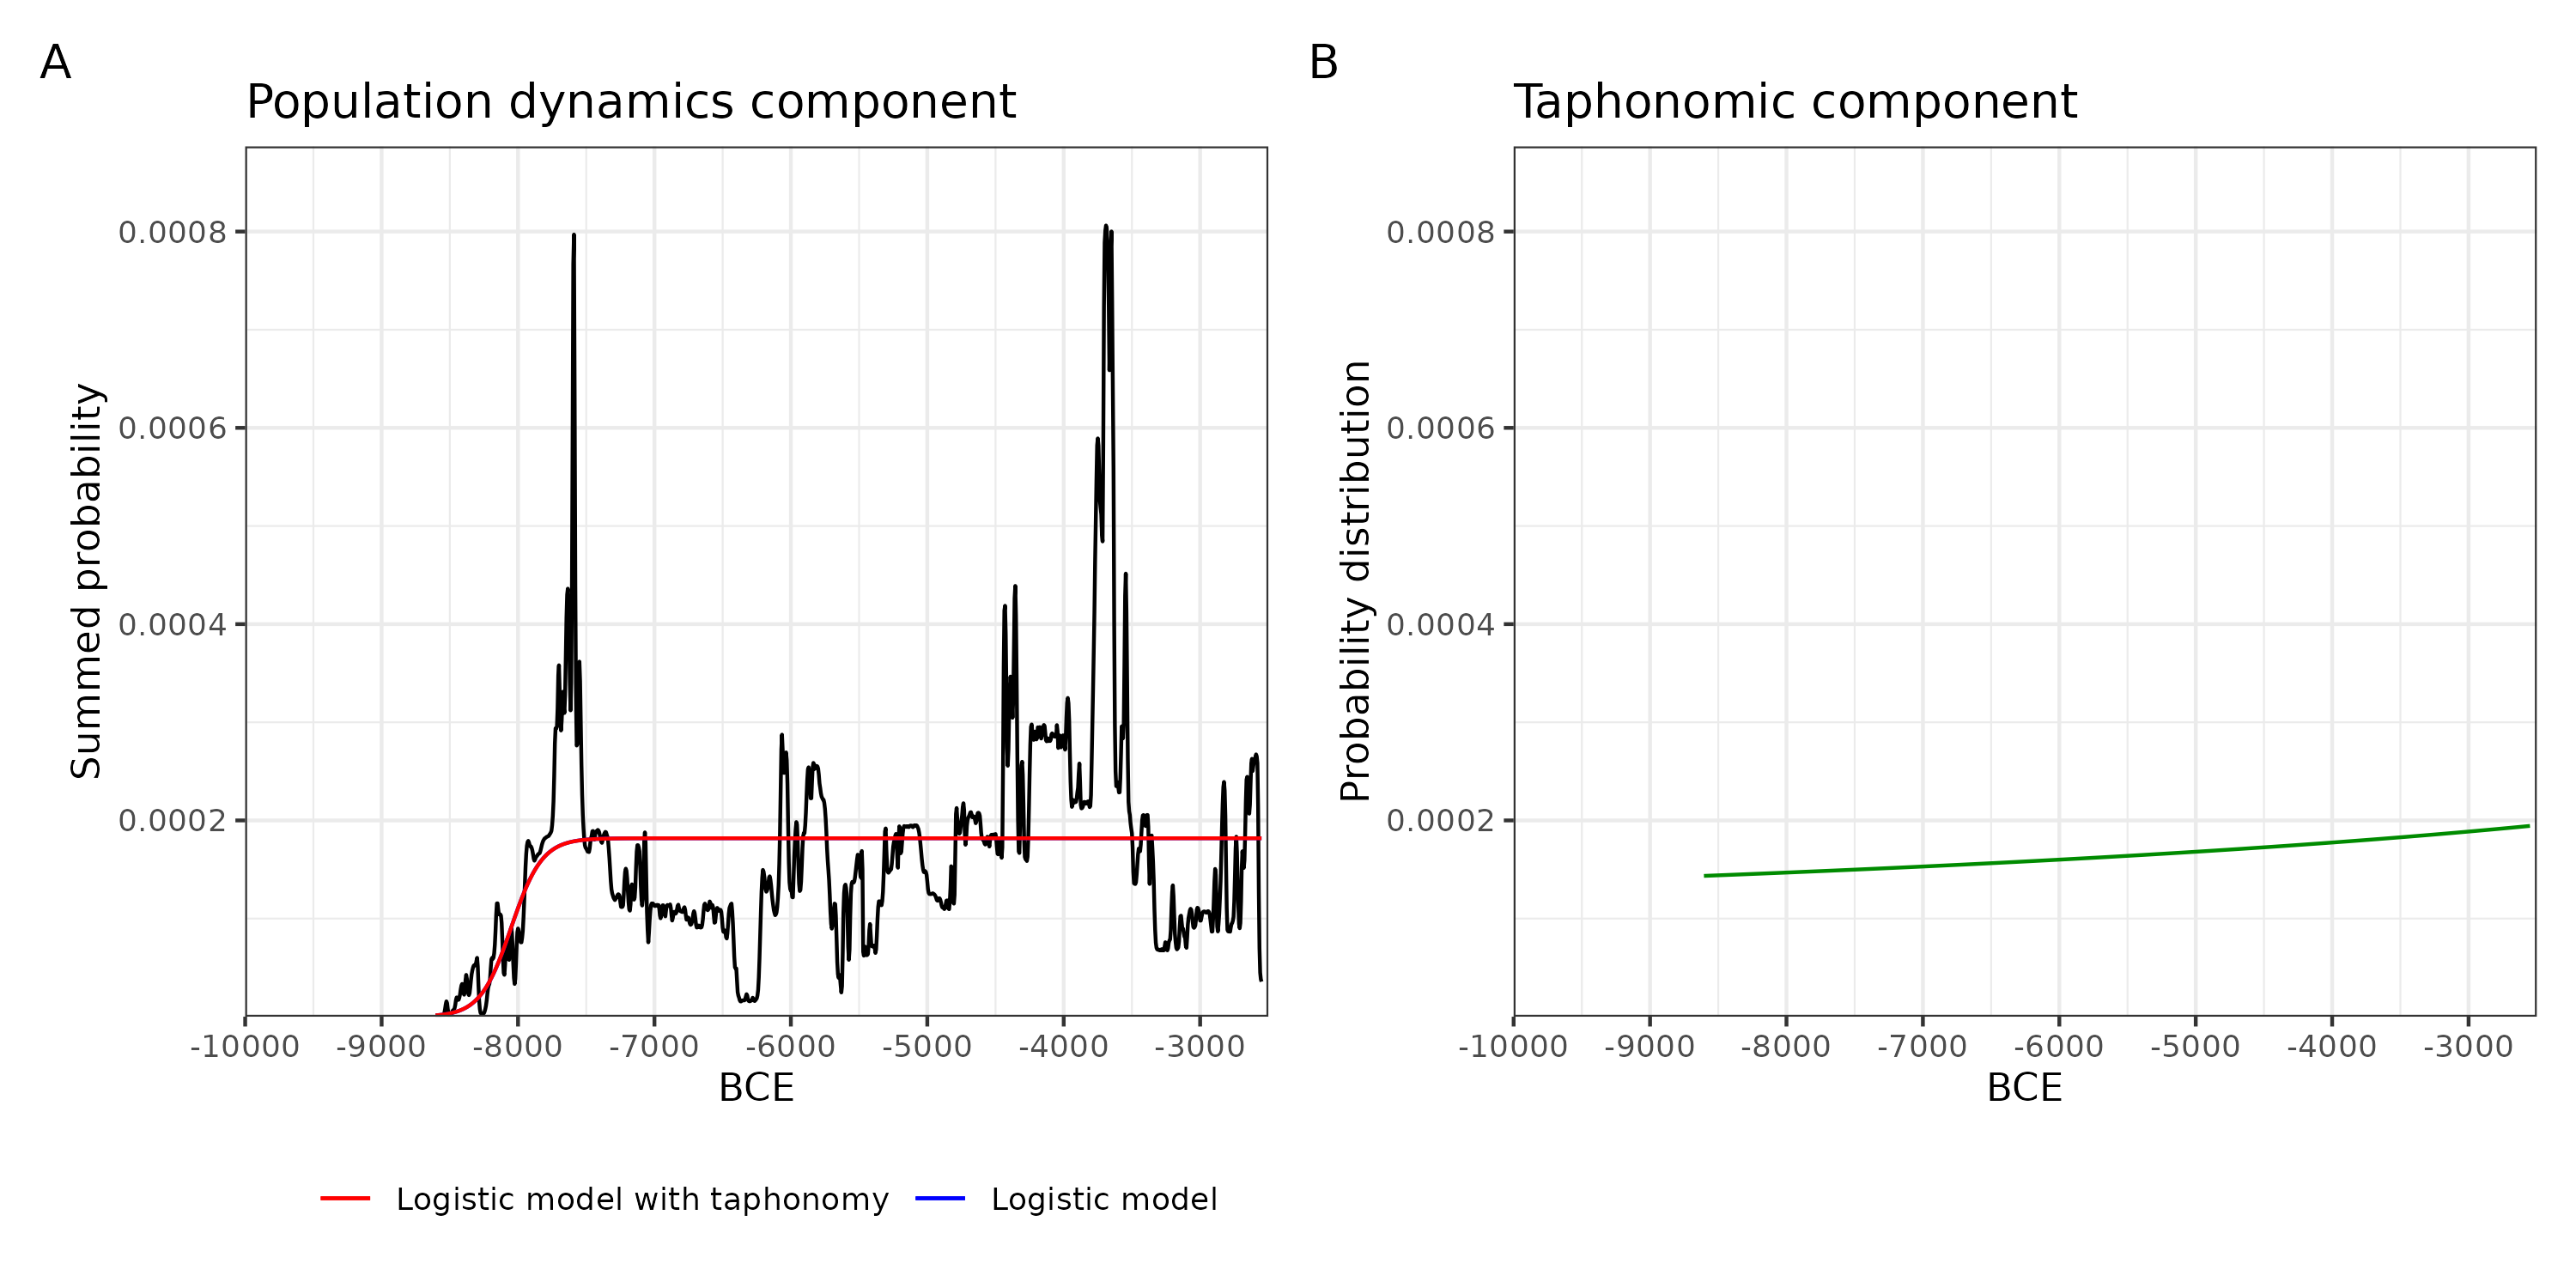 A
Population dynamics component
Summed probability
0.0008
0.0006
0.0004
0.0002
-10000 -9000 -8000 -7000 -6000 -5000 -4000 -3000
BCE
Logistic model with taphonomy Logistic model
B
Taphonomic component
Probability distribution
0.0008
0.0006
0.0004
0.0002
-10000 -9000 -8000 -7000 -6000 -5000 -4000 -3000
BCE